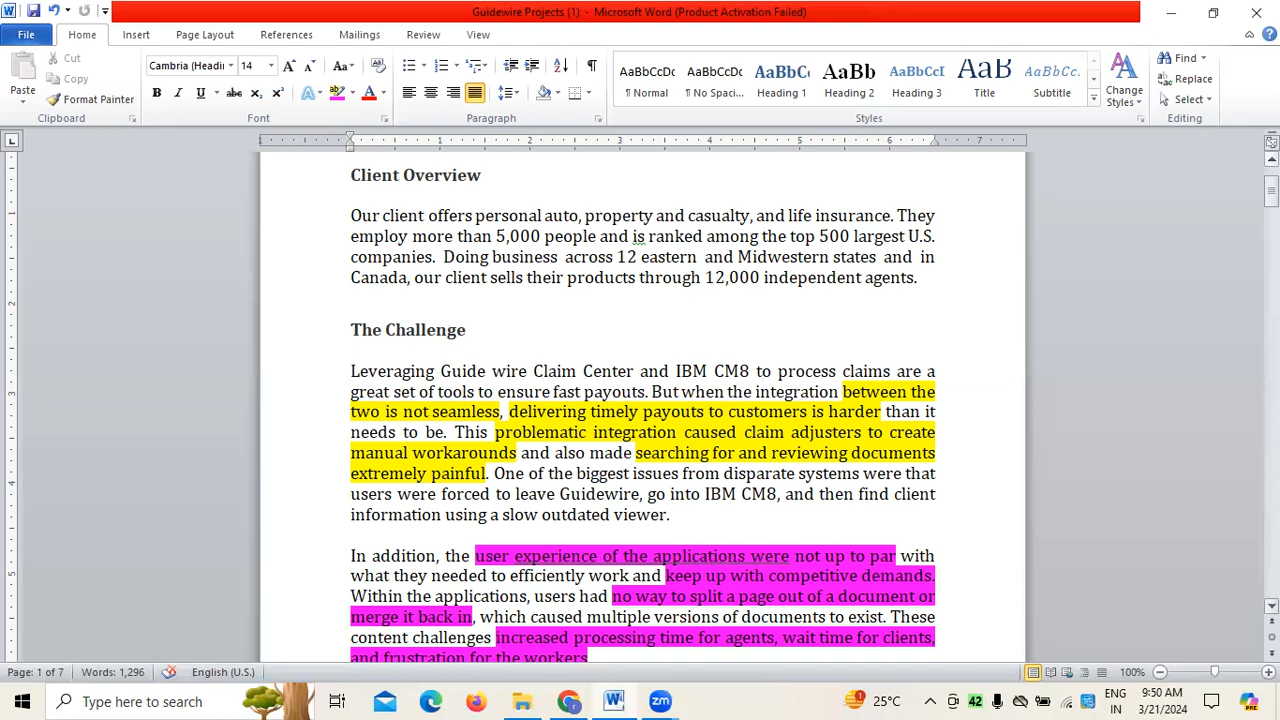 Guidewire Projects (1) - Microsoft Word (Product Activation Failed)
File Home Insert Page Layout References Mailings Review View
Paste
Cut
Copy
Format Painter
Clipboard
Cambria (Headi 14
Font
Paragraph
AaBbCcDc AaBbCcDc AaBbCc AaBb AaBbCcI AaB AaBbCc.
¶ Normal ¶ No Spaci... Heading 1 Heading 2 Heading 3 Title Subtitle
Change Styles
Styles
Find
Replace
Select
Editing
Client Overview
Our client offers personal auto, property and casualty, and life insurance. They
employ more than 5,000 people and is ranked among the top 500 largest U.S.
companies. Doing business across 12 eastern and Midwestern states and in
Canada, our client sells their products through 12,000 independent agents.
The Challenge
Leveraging Guide wire Claim Center and IBM CM8 to process claims are a
great set of tools to ensure fast payouts. But when the integration between the
two is not seamless, delivering timely payouts to customers is harder than it
needs to be. This problematic integration caused claim adjusters to create
manual workarounds and also made searching for and reviewing documents
extremely painful. One of the biggest issues from disparate systems were that
users were forced to leave Guidewire, go into IBM CM8, and then find client
information using a slow outdated viewer.
In addition, the user experience of the applications were not up to par with
what they needed to efficiently work and keep up with competitive demands.
Within the applications, users had no way to split a page out of a document or
merge it back in, which caused multiple versions of documents to exist. These
content challenges increased processing time for agents, wait time for clients,
and frustration for the workers
Page: 1 of 7 Words: 1,296 English (U.S.) 100%
Type here to search
25°C
42
ENG
IN
9:50 AM
3/21/2024